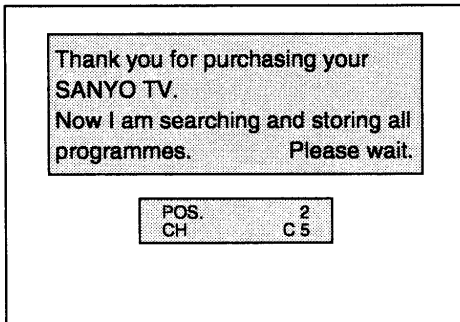 Thank you for purchasing your
SANYO TV.
Now I am searching and storing all
programmes. Please wait.
POS. 2
CH C 5